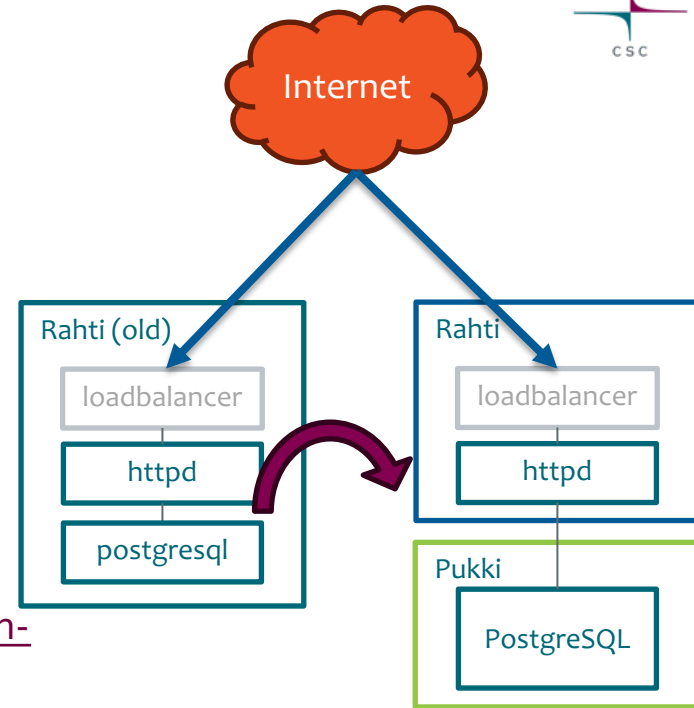 CSC
Internet
Rahti (old)
loadbalancer
httpd
postgresql
Rahti
loadbalancer
httpd
Pukki
PostgreSQL
n-